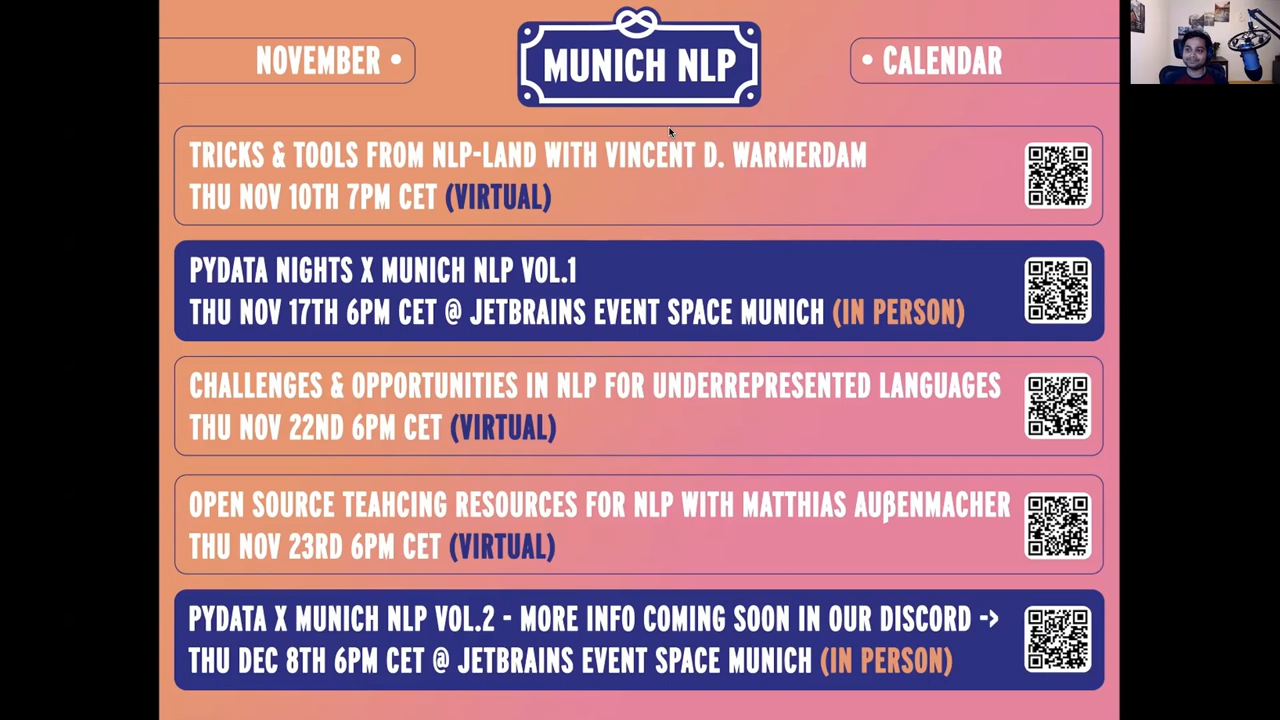 NOVEMBER •
MUNICH NLP
• CALENDAR
TRICKS & TOOLS FROM NLP-LAND WITH VINCENT D. WARMERDAM
THU NOV 10TH 7PM CET (VIRTUAL)
PYDATA NIGHTS X MUNICH NLP VOL.1
THU NOV 17TH 6PM CET @ JETBRAINS EVENT SPACE MUNICH (IN PERSON)
CHALLENGES & OPPORTUNITIES IN NLP FOR UNDERREPRESENTED LANGUAGES
THU NOV 22ND 6PM CET (VIRTUAL)
OPEN SOURCE TEAHCING RESOURCES FOR NLP WITH MATTHIAS AUβENMACHER
THU NOV 23RD 6PM CET (VIRTUAL)
PYDATA X MUNICH NLP VOL.2 - MORE INFO COMING SOON IN OUR DISCORD ->
THU DEC 8TH 6PM CET @ JETBRAINS EVENT SPACE MUNICH (IN PERSON)